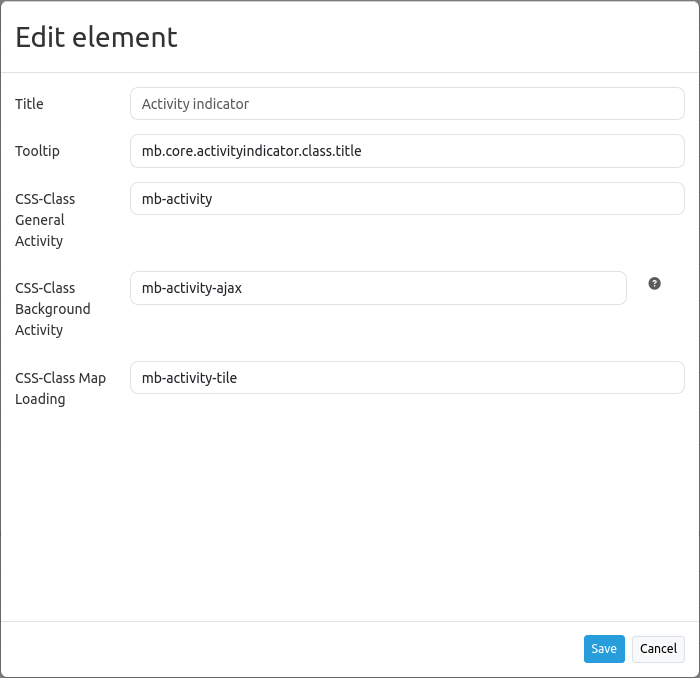 Edit element
Title
Activity indicator
Tooltip
mb.core.activityindicator.class.title
CSS-Class
General
Activity
mb-activity
CSS-Class
Background
Activity
mb-activity-ajax
?
CSS-Class Map
Loading
mb-activity-tile
Save
Cancel